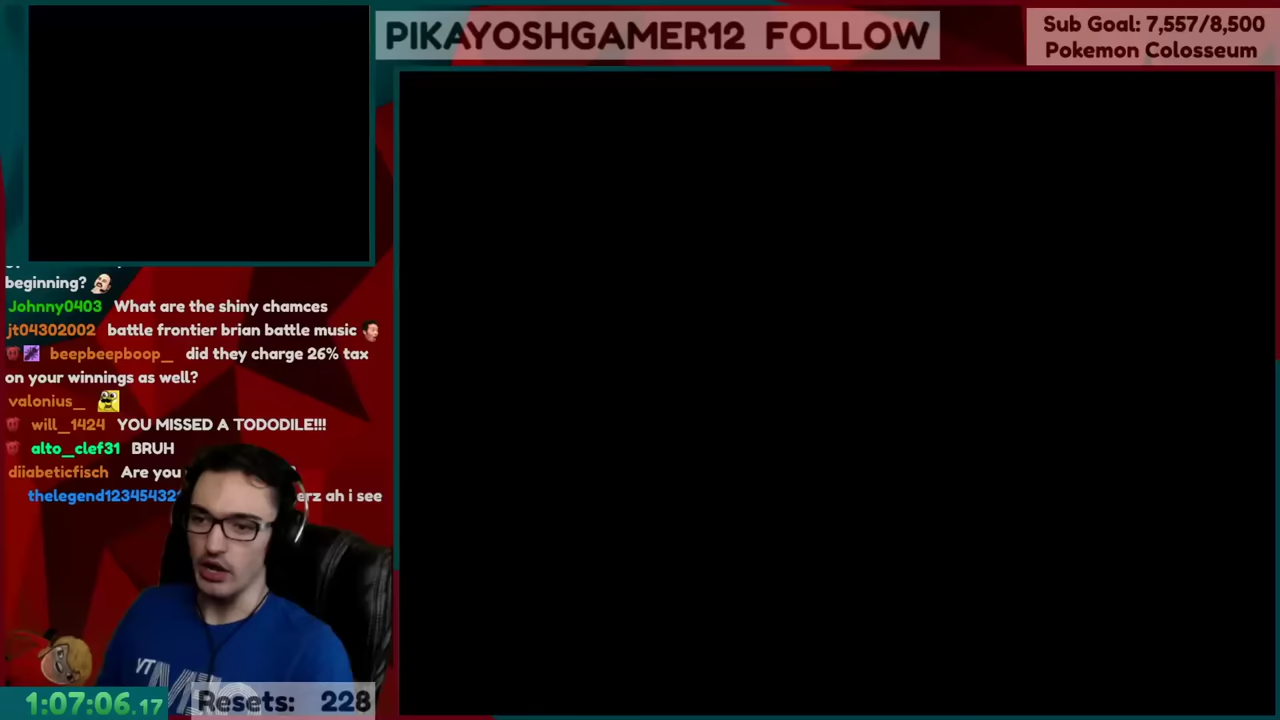 PIKAYOSHGAMER12 FOLLOW
Sub Goal: 7,557/8,500
Pokemon Colosseum
beginning?
Johnny0403 What are the shiny chamces
jt04302002 battle frontier brian battle music
beepbeepboop_ did they charge 26% tax
on your winnings as well?
valonius_
will_1424 YOU MISSED A TODODILE!!!
alto_clef31 BRUH
diiabeticfisch Are you
ah i see
YT
1:07:06.17
Resets: 228